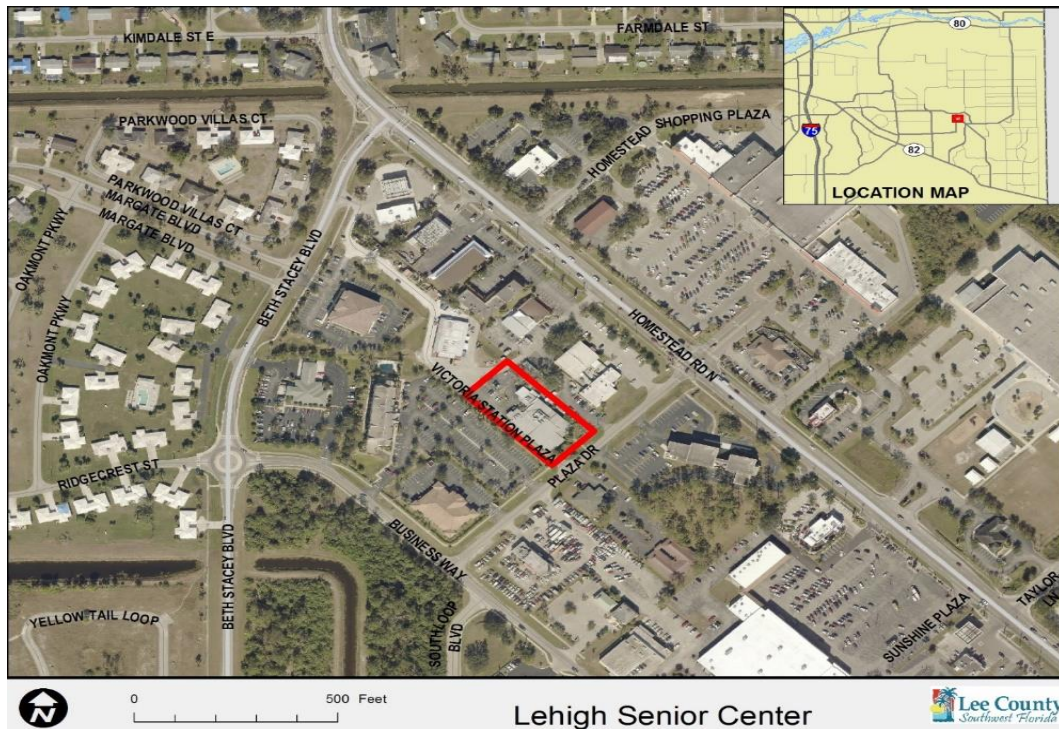 KIMDALE ST E
FARMDALE ST
80
PARKWOOD VILLAS CT
HOMESTEAD SHOPPING PLAZA
75
82
LOCATION MAP
PARKWOOD VILLAS CT
MARGATE BLVD
MARGATE BLVD
OAKMONT PKWY
OAKMONT PKWY
BETH STACEY BLVD
HOMESTEAD RD N
VICTORIA STATION PLAZA
PLAZA DR
RIDGECREST ST
BUSINESS WAY
BETH STACEY BLVD
YELLOW TAIL LOOP
SOUTH LOOP
BLVD
SUNSHINE PLAZA
TAYLOR
LN
N
0 500 Feet
Lehigh Senior Center
Lee County
Southwest Florida